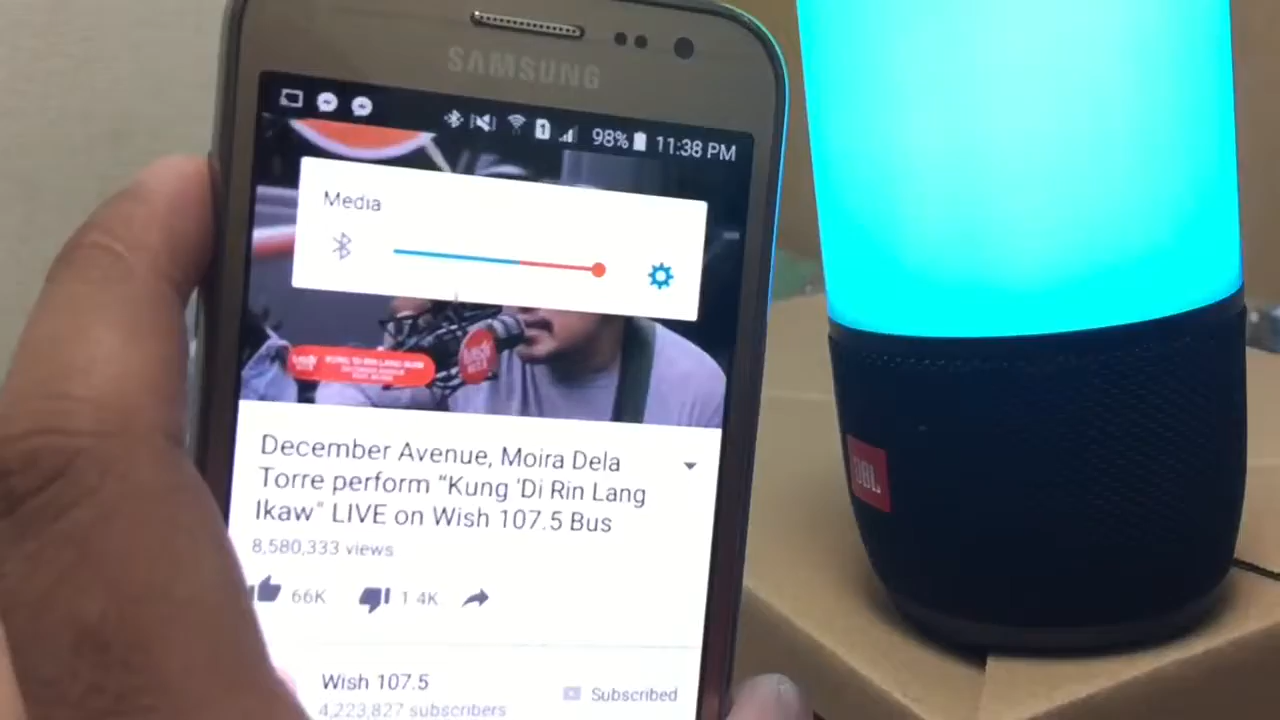 SAMSUNG
1
98% 11:38 PM
Media
December Avenue, Moira Dela
Torre perform “Kung 'Di Rin Lang
Ikaw” LIVE on Wish 107.5 Bus
8,580,333 views
66K 1.4K
Wish 107.5
Subscribed
4,223,827 subscribers
JBL